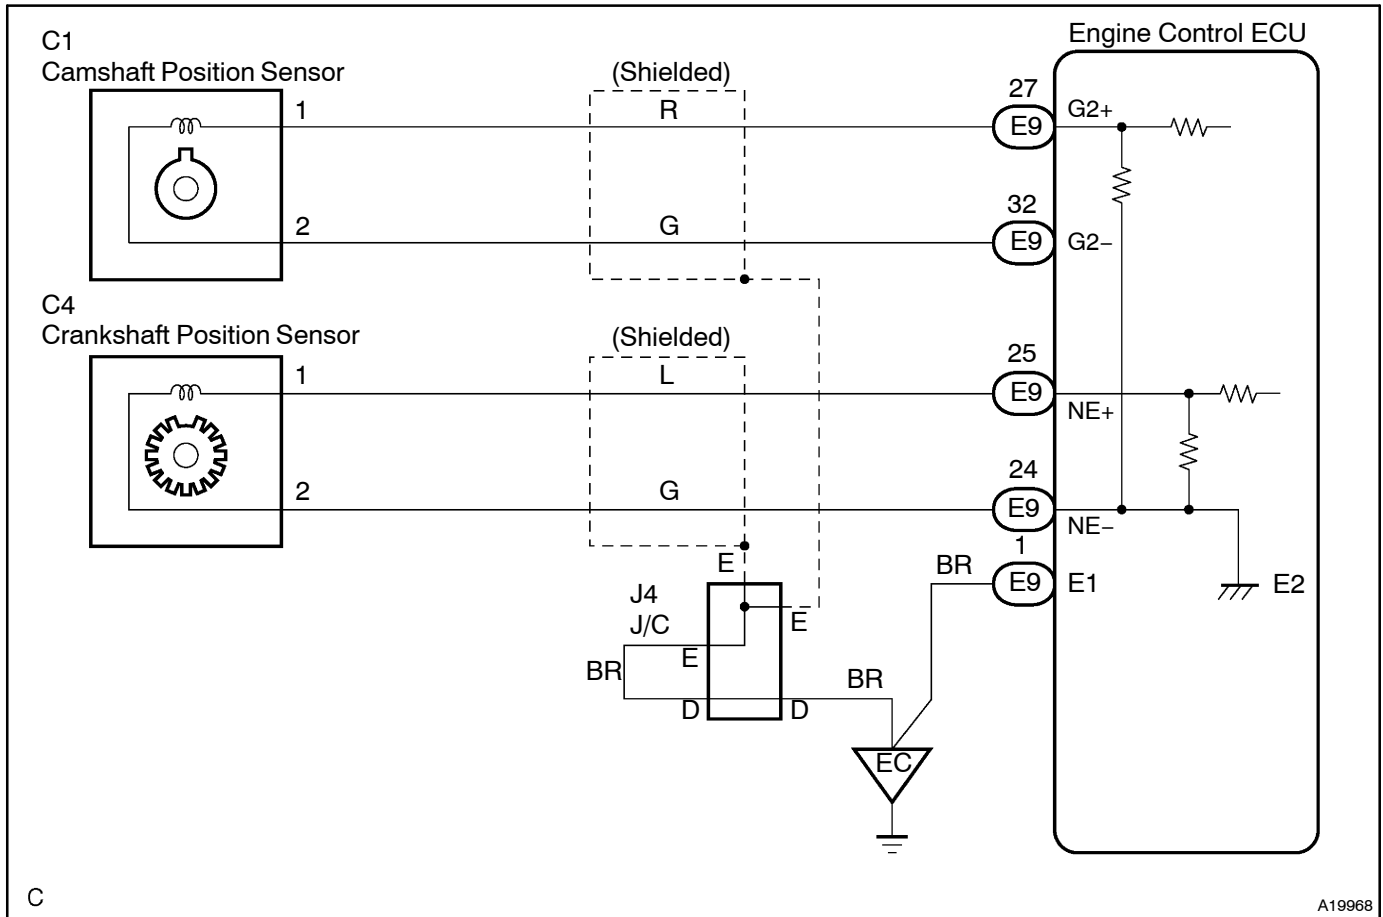 C1
Camshaft Position Sensor
1
2
(Shielded)
R
G
Engine Control ECU
27
E9
G2+
32
E9
G2−
C4
Crankshaft Position Sensor
1
2
(Shielded)
L
G
25
E9
NE+
24
E9
NE−
1
E9
E1
BR
E2
E
J4
J/C
E
E
BR
D
D
BR
EC
C
A19968